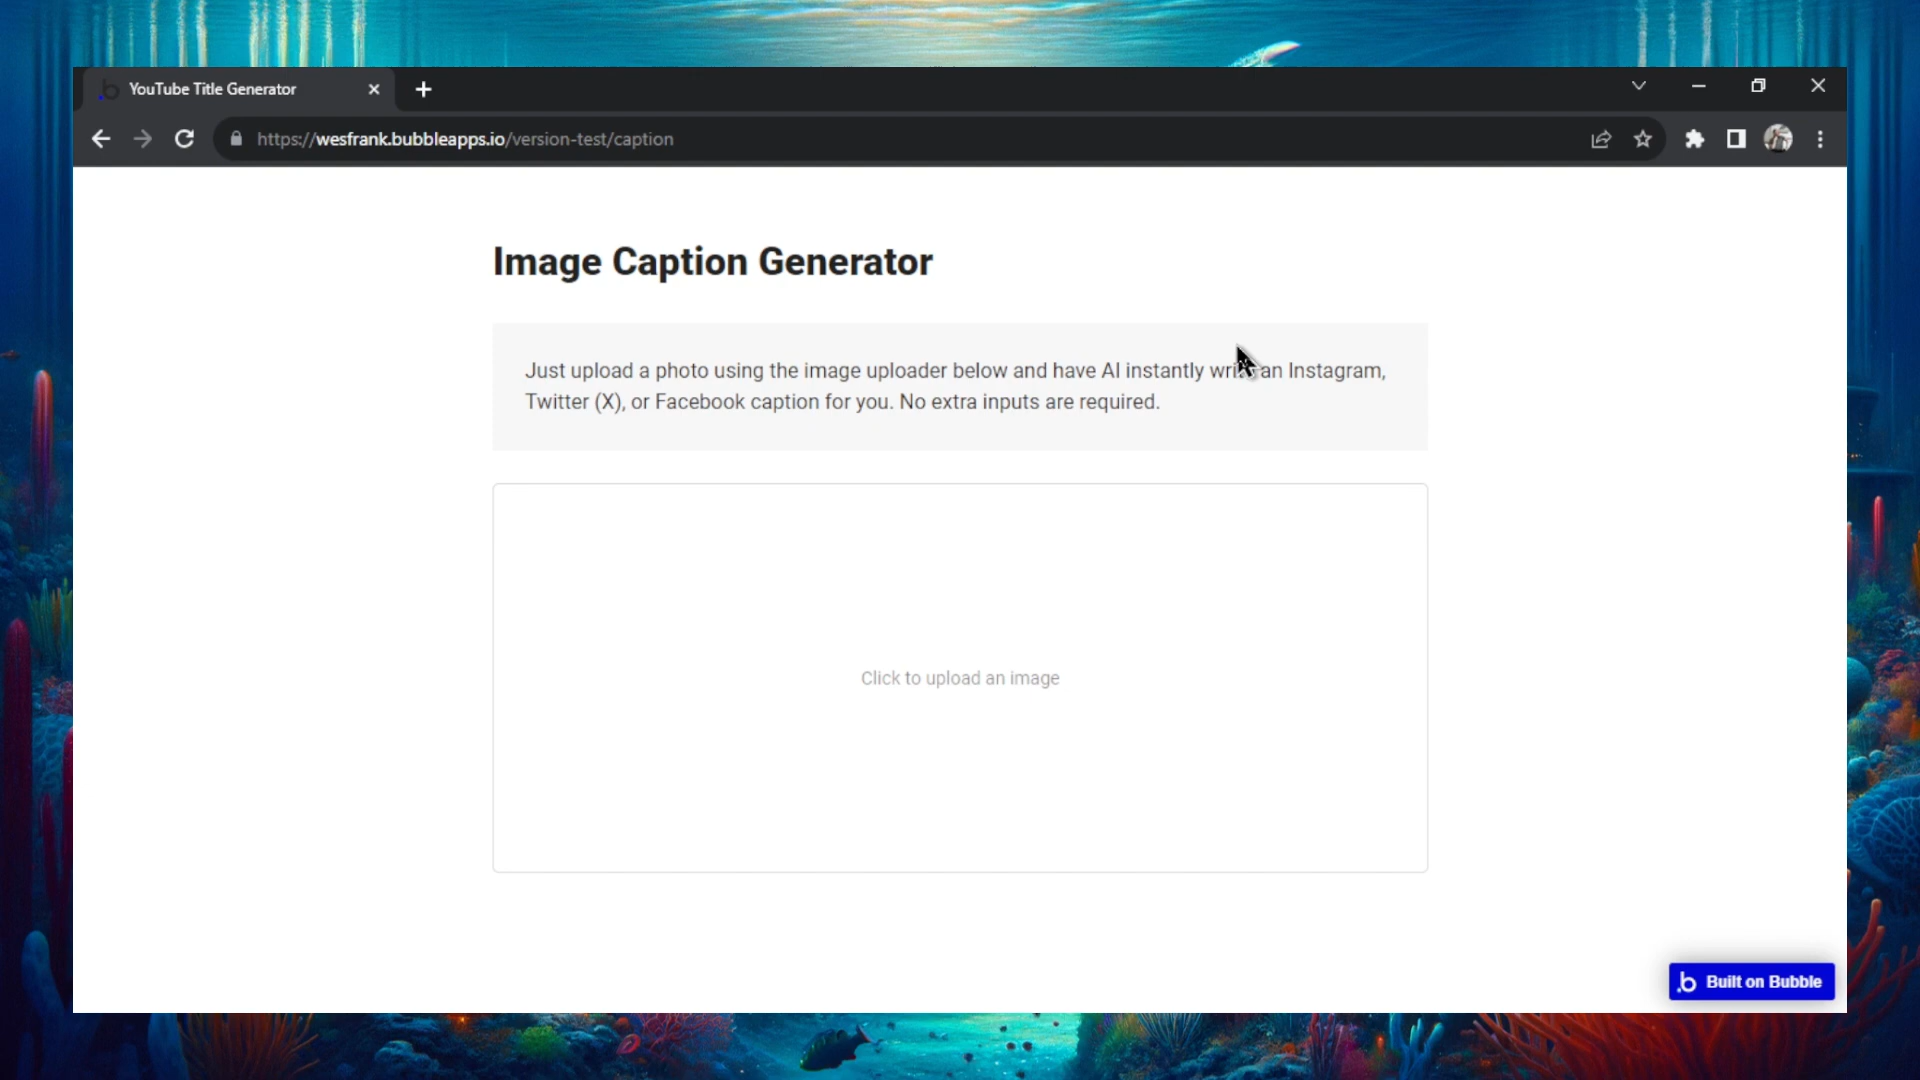 YouTube Title Generator
https://wesfrank.bubbleapps.io/version-test/caption
Image Caption Generator
Just upload a photo using the image uploader below and have AI instantly an Instagram,
Twitter (X), or Facebook caption for you. No extra inputs are required.
Click to upload an image
.b Built on Bubble